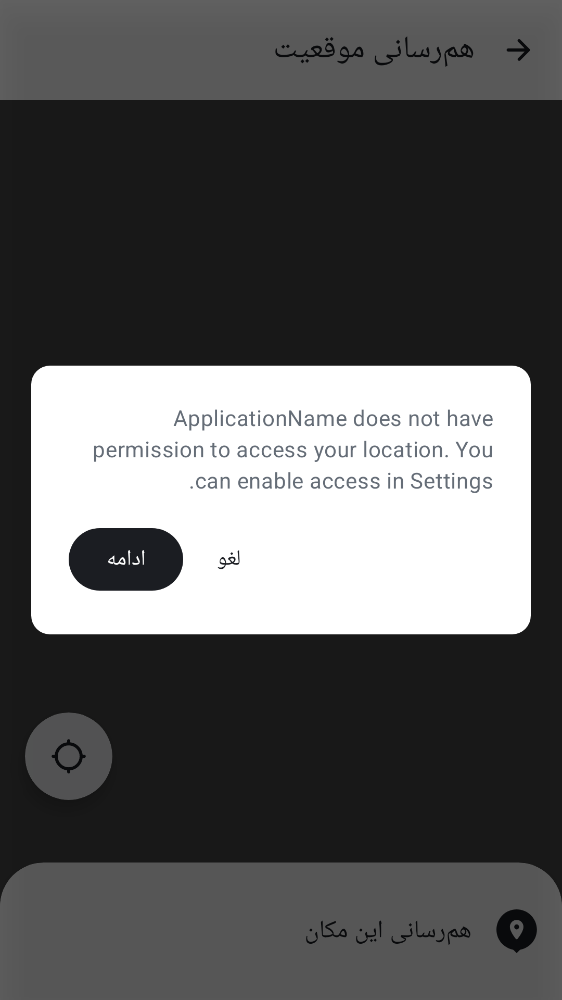 هم‌رسانی موقعیت
ApplicationName does not have
permission to access your location. You
can enable access in Settings.
لغو
ادامه
هم‌رسانی این مکان